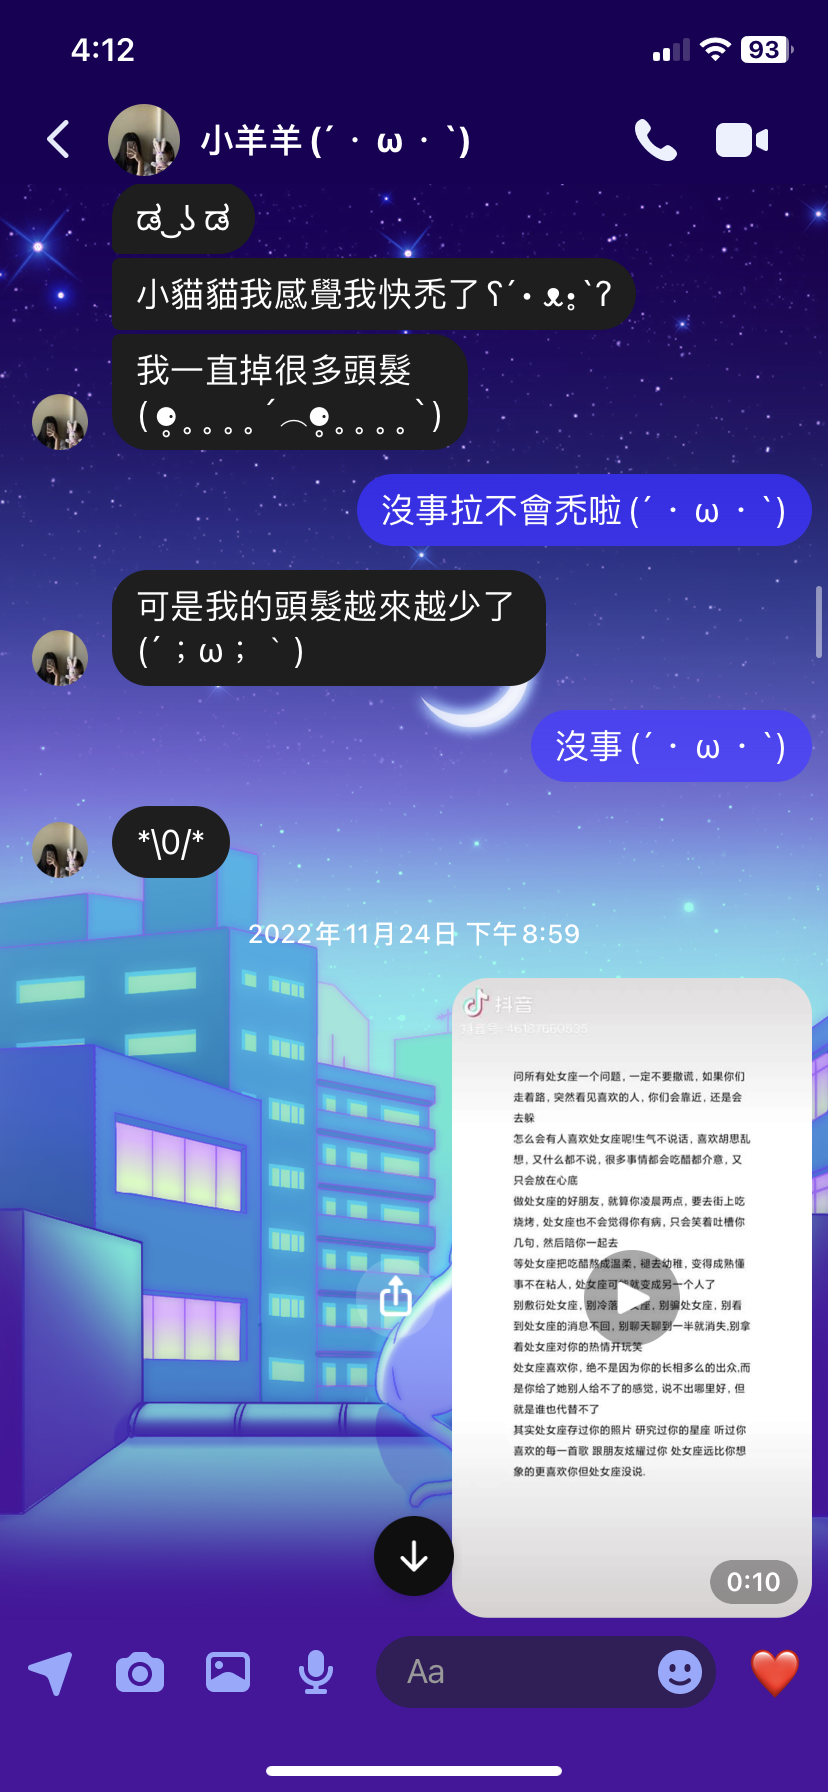 4:12
93
小羊羊 (´・ω・`)
ಡ ͜ ʖ ಡ
小貓貓我感覺我快禿了ʕ´• ᴥ•̥`ʔ
我一直掉很多頭髮
( ⚈̥̥̥̥̥́⌢⚈̥̥̥̥̥̀)
沒事拉不會禿啦(´・ω・`)
可是我的頭髮越來越少了
(´；ω；｀)
沒事(´・ω・`)
*\0/*
2022年11月24日 下午8:59
抖音
问所有处女座一个问题, 一定不要撒谎, 如果你们
走着路, 突然看见喜欢的人, 你们会靠近, 还是会
去躲
怎么会有人喜欢处女座呢!生气不说话, 喜欢胡思乱
想, 又什么都不说, 很多事情都会吃醋都介意, 又
只会放在心底
做处女座的好朋友, 就算你凌晨两点, 要去街上吃
烧烤, 处女座也不会觉得你有病, 只会笑着吐槽你
几句, 然后陪你一起去
等处女座把吃醋熬成温柔, 褪去幼稚, 变得成熟懂
事不在粘人, 处女座可能就变成另一个人了
别敷衍处女座, 别冷落 座, 别骗处女座, 别看
到处女座的消息不回, 别聊天聊到一半就消失,别拿
着处女座对你的热情开玩笑
处女座喜欢你, 绝不是因为你的长相多么的出众,而
是你给了她别人给不了的感觉, 说不出哪里好, 但
就是谁也代替不了
其实处女座存过你的照片 研究过你的星座 听过你
喜欢的每一首歌 跟朋友炫耀过你 处女座远比你想
象的更喜欢你但处女座没说.
0:10
Aa